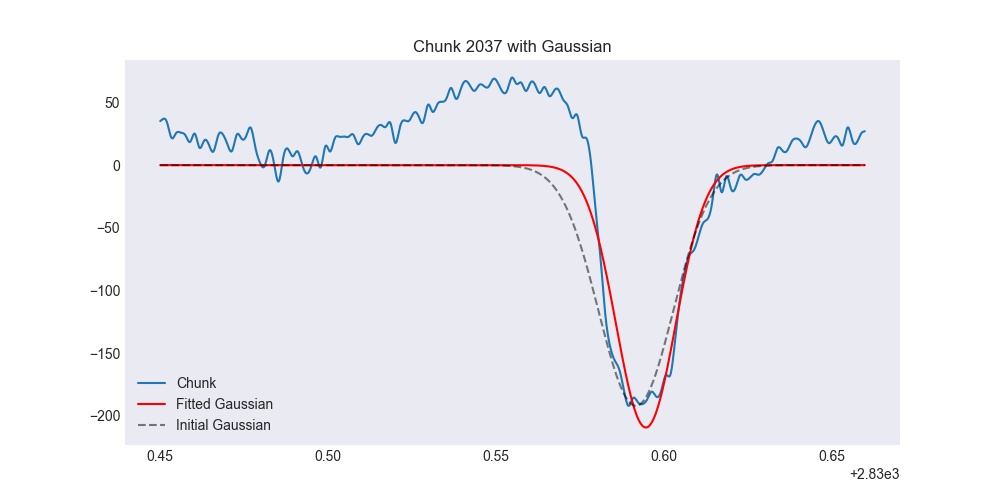 Chunk 2037 with Gaussian
50
0
−50
−100
−150
−200
Chunk
Fitted Gaussian
Initial Gaussian
0.45 0.50 0.55 0.60 0.65
+2.83e3